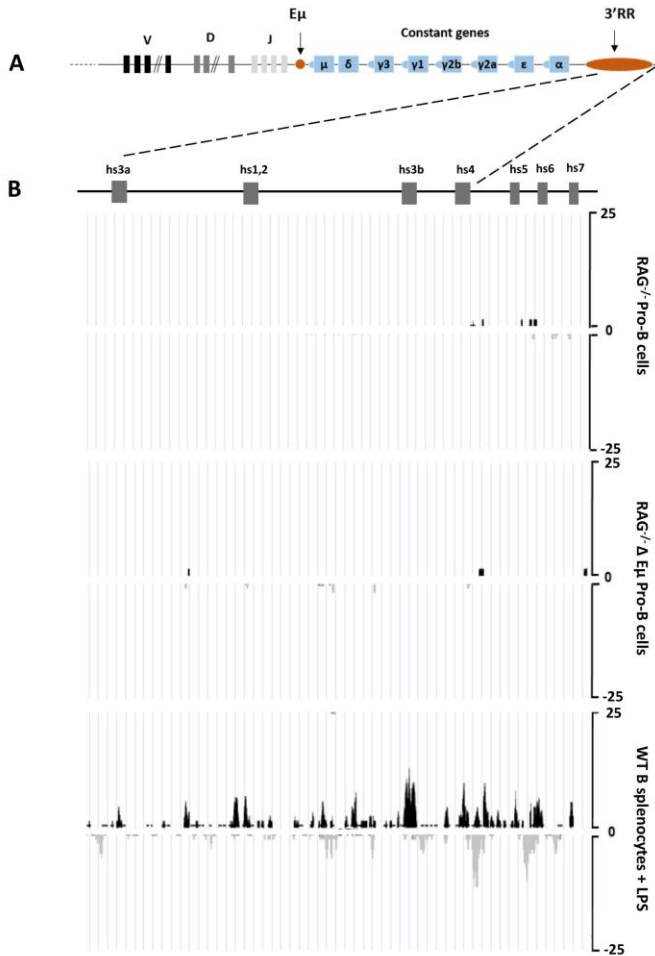 Eμ
3'RR
V
D
J
Constant genes
A
μ δ γ3 γ1 γ2b γ2a ε α
B
hs3a hs1,2 hs3b hs4 hs5 hs6 hs7
25
0
-25
RAG-/- Pro-B cells
25
0
-25
RAG-/- Δ Eμ Pro-B cells
25
0
-25
WT B splenocytes + LPS